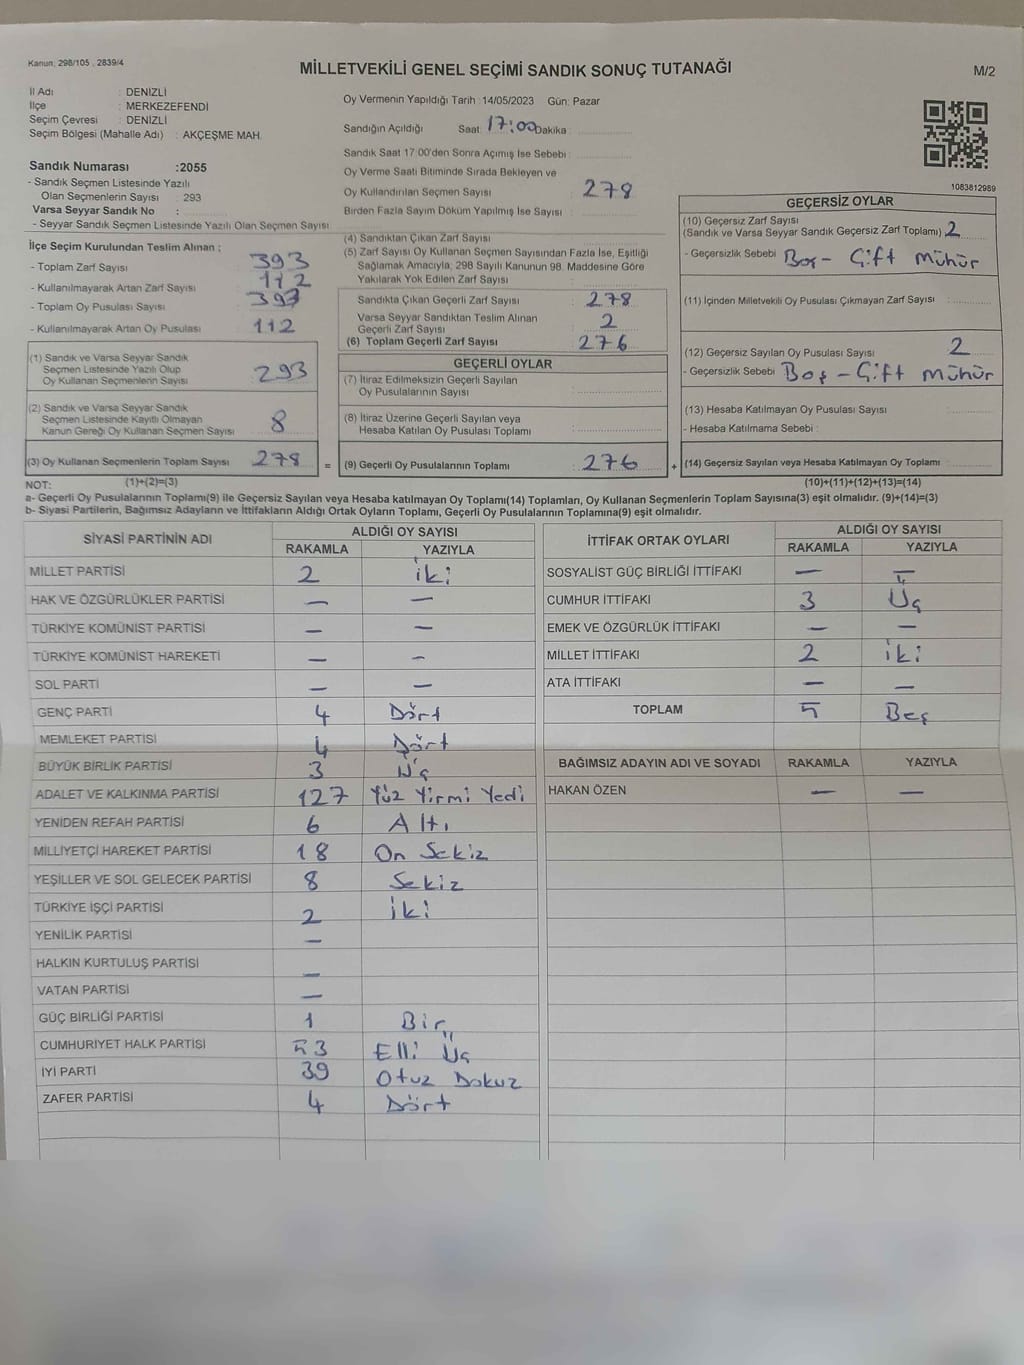 Kanun, 298/105 , 2839/4
MİLLETVEKİLİ GENEL SEÇİMİ SANDIK SONUÇ TUTANAĞI
M/2
İl Adı : DENİZLİ
İlçe : MERKEZEFENDİ
Seçim Çevresi : DENİZLİ
Seçim Bölgesi (Mahalle Adı) : AKÇEŞME MAH.
Oy Vermenin Yapıldığı Tarih :14/05/2023 Gün: Pazar
Sandığın Açıldığı Saat: 17:00 Dakika :
Sandık Saat 17:00'den Sonra Açımış İse Sebebi :
Oy Verme Saati Bitiminde Sırada Bekleyen ve
Oy Kullandırılan Seçmen Sayısı : 278
Birden Fazla Sayım Döküm Yapılmış İse Sayısı :
1083812989
Sandık Numarası :2055
- Sandık Seçmen Listesinde Yazılı
Olan Seçmenlerin Sayısı : 293
Varsa Seyyar Sandık No :
- Seyyar Sandık Seçmen Listesinde Yazılı Olan Seçmen Sayısı
İlçe Seçim Kurulundan Teslim Alınan ;
- Toplam Zarf Sayısı : 393
- Kullanılmayarak Artan Zarf Sayısı : 112
- Toplam Oy Pusulası Sayısı : 393
- Kullanılmayarak Artan Oy Pusulası : 112
(1) Sandık ve Varsa Seyyar Sandık
Seçmen Listesinde Yazılı Olup
Oy Kullanan Seçmenlerin Sayısı : 293
(2) Sandık ve Varsa Seyyar Sandık
Seçmen Listesinde Kayıtlı Olmayan
Kanun Gereği Oy Kullanan Seçmen Sayısı : 8
(3) Oy Kullanan Seçmenlerin Toplam Sayısı : 278
(4) Sandıktan Çıkan Zarf Sayısı :
(5) Zarf Sayısı Oy Kullanan Seçmen Sayısından Fazla İse, Eşitliği
Sağlamak Amacıyla, 298 Sayılı Kanunun 98. Maddesine Göre
Yakılarak Yok Edilen Zarf Sayısı :
Sandıkta Çıkan Geçerli Zarf Sayısı : 278
Varsa Seyyar Sandıktan Teslim Alınan
Geçerli Zarf Sayısı : 2
(6) Toplam Geçerli Zarf Sayısı : 276
GEÇERLİ OYLAR
(7) İtiraz Edilmeksizin Geçerli Sayılan
Oy Pusulalarının Sayısı :
(8) İtiraz Üzerine Geçerli Sayılan veya
Hesaba Katılan Oy Pusulası Toplamı :
= (9) Geçerli Oy Pusulalarının Toplamı : 276
GEÇERSİZ OYLAR
(10) Geçersiz Zarf Sayısı
(Sandık ve Varsa Seyyar Sandık Geçersiz Zarf Toplamı) : 2
- Geçersizlik Sebebi : Boş - Çift mühür
(11) İçinden Milletvekili Oy Pusulası Çıkmayan Zarf Sayısı :
(12) Geçersiz Sayılan Oy Pusulası Sayısı : 2
- Geçersizlik Sebebi : Boş - Çift mühür
(13) Hesaba Katılmayan Oy Pusulası Sayısı :
- Hesaba Katılmama Sebebi :
+ (14) Geçersiz Sayılan veya Hesaba Katılmayan Oy Toplamı :
NOT: (1)+(2)=(3) (10)+(11)+(12)+(13)=(14)
a- Geçerli Oy Pusulalarının Toplamı(9) ile Geçersiz Sayılan veya Hesaba katılmayan Oy Toplamı(14) Toplamları, Oy Kullanan Seçmenlerin Toplam Sayısına(3) eşit olmalıdır. (9)+(14)=(3)
b- Siyasi Partilerin, Bağımsız Adayların ve İttifakların Aldığı Ortak Oyların Toplamı, Geçerli Oy Pusulalarının Toplamına(9) eşit olmalıdır.
SİYASİ PARTİNİN ADI ALDIĞI OY SAYISI
RAKAMLA YAZIYLA
MİLLET PARTİSİ 2 iki
HAK VE ÖZGÜRLÜKLER PARTİSİ — —
TÜRKİYE KOMÜNİST PARTİSİ — —
TÜRKİYE KOMÜNİST HAREKETİ — —
SOL PARTİ — —
GENÇ PARTİ 4 Dört
MEMLEKET PARTİSİ 4 Dört
BÜYÜK BİRLİK PARTİSİ 3 Üç
ADALET VE KALKINMA PARTİSİ 127 Yüz Yirmi Yedi
YENİDEN REFAH PARTİSİ 6 Altı
MİLLİYETÇİ HAREKET PARTİSİ 18 On Sekiz
YEŞİLLER VE SOL GELECEK PARTİSİ 8 Sekiz
TÜRKİYE İŞÇİ PARTİSİ 2 iki
YENİLİK PARTİSİ —
HALKIN KURTULUŞ PARTİSİ —
VATAN PARTİSİ —
GÜÇ BİRLİĞİ PARTİSİ 1 Bir
CUMHURİYET HALK PARTİSİ 53 Elli Üç
İYİ PARTİ 39 Otuz Dokuz
ZAFER PARTİSİ 4 Dört
İTTİFAK ORTAK OYLARI ALDIĞI OY SAYISI
RAKAMLA YAZIYLA
SOSYALİST GÜÇ BİRLİĞİ İTTİFAKI — —
CUMHUR İTTİFAKI 3 Üç
EMEK VE ÖZGÜRLÜK İTTİFAKI — —
MİLLET İTTİFAKI 2 iki
ATA İTTİFAKI — —
TOPLAM 5 Beş
BAĞIMSIZ ADAYIN ADI VE SOYADI RAKAMLA YAZIYLA
HAKAN ÖZEN — —